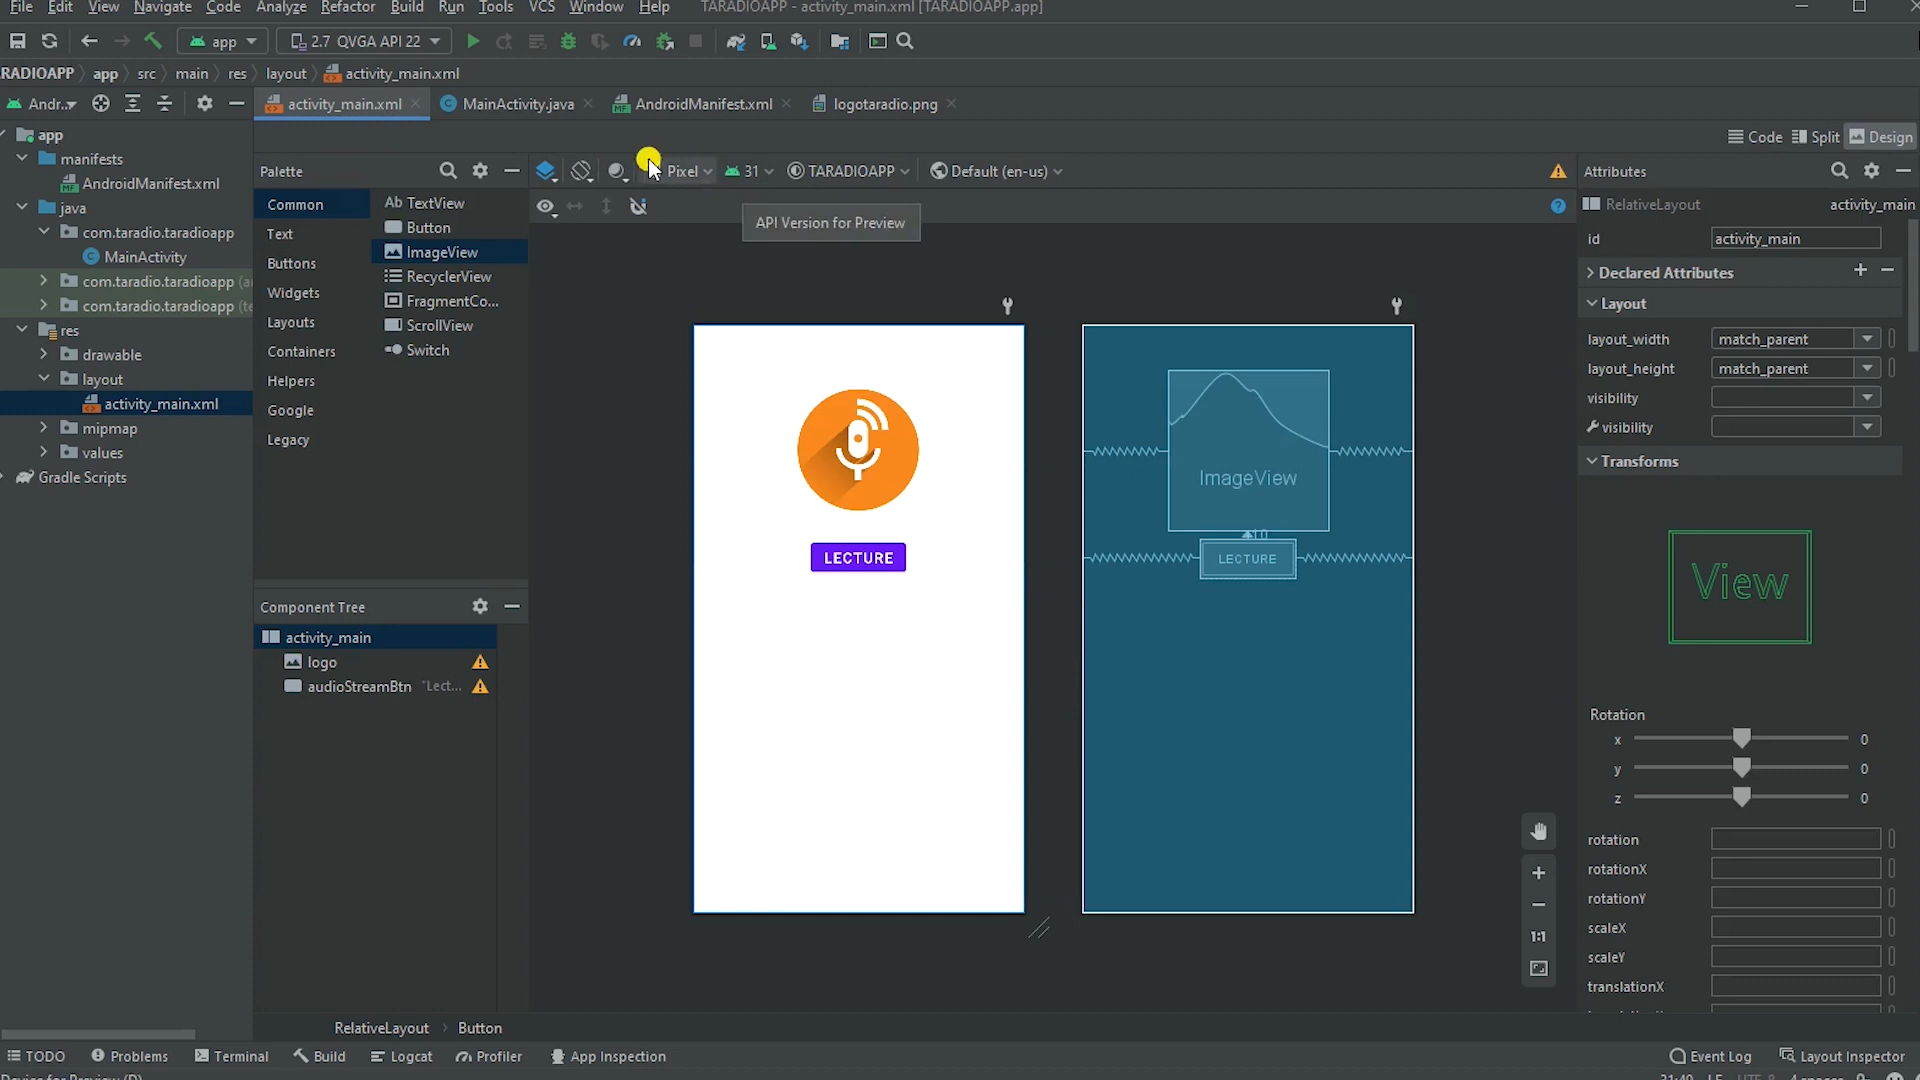 File Edit View Navigate Code Analyze Refactor Build Run Tools VCS Window Help TARADIOAPP - activity_main.xml [TARADIOAPP.app]
app 2.7 QVGA API 22
RADIOAPP app src main res layout activity_main.xml
Andr.. activity_main.xml MainActivity.java AndroidManifest.xml logotaradio.png
Code Split Design
app
manifests
AndroidManifest.xml
java
com.taradio.taradioapp
MainActivity
com.taradio.taradioapp (a
com.taradio.taradioapp (te
res
drawable
layout
activity_main.xml
mipmap
values
Gradle Scripts
Palette
Common
Text
Buttons
Widgets
Layouts
Containers
Helpers
Google
Legacy
Ab TextView
Button
ImageView
RecyclerView
FragmentCo...
ScrollView
Switch
Component Tree
activity_main
logo
audioStreamBtn "Lect...
Pixel 31 TARADIOAPP Default (en-us)
API Version for Preview
LECTURE
ImageView
10
LECTURE
1:1
RelativeLayout Button
Attributes
RelativeLayout activity_main
id activity_main
Declared Attributes
Layout
layout_width match_parent
layout_height match_parent
visibility
visibility
Transforms
View
Rotation
x 0
y 0
z 0
rotation
rotationX
rotationY
scaleX
scaleY
translationX
TODO Problems Terminal Build Logcat Profiler App Inspection Event Log Layout Inspector